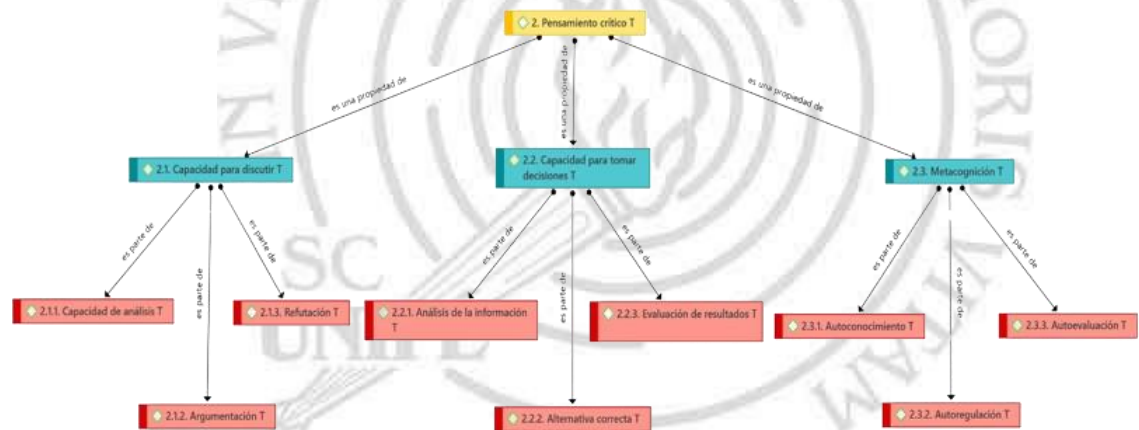 2. Pensamiento crítico T
es una propiedad de
es una propiedad de
es una propiedad de
2.1. Capacidad para discutir T
2.2. Capacidad para tomar
decisiones T
2.3. Metacognición T
es parte de
es parte de
es parte de
es parte de
es parte de
es parte de
es parte de
es parte de
es parte de
2.1.1. Capacidad de análisis T
2.1.3. Refutación T
2.2.1. Análisis de la información
T
2.2.3. Evaluación de resultados T
2.3.1. Autoconocimiento T
2.3.3. Autoevaluación T
2.1.2. Argumentación T
2.2.2. Alternativa correcta T
2.3.2. Autoregulación T
SC
UNIFE
VITAM